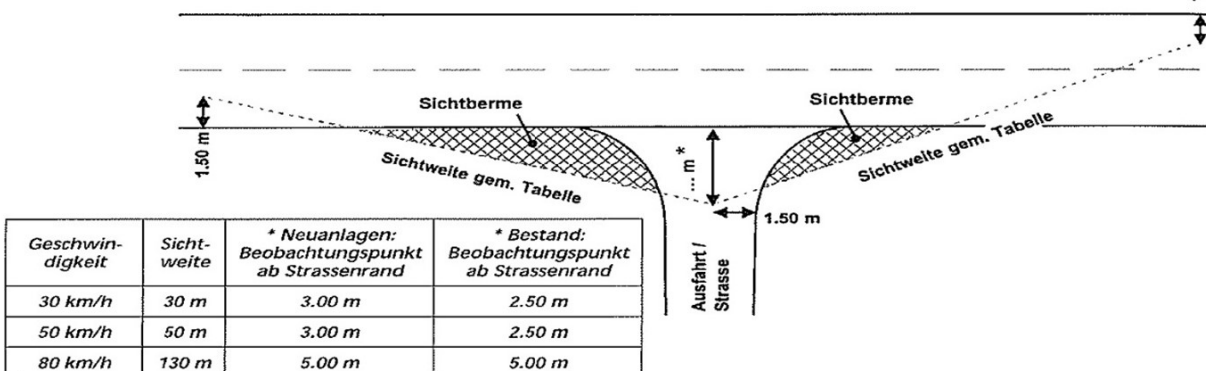 Sichtberme
Sichtberme
1.50 m
Sichtweite gem. Tabelle
... m *
Sichtweite gem. Tabelle
1.50 m
Ausfahrt /
Strasse
Geschwin-
digkeit
Sicht-
weite
* Neuanlagen:
Beobachtungspunkt
ab Strassenrand
* Bestand:
Beobachtungspunkt
ab Strassenrand
30 km/h 30 m 3.00 m 2.50 m
50 km/h 50 m 3.00 m 2.50 m
80 km/h 130 m 5.00 m 5.00 m